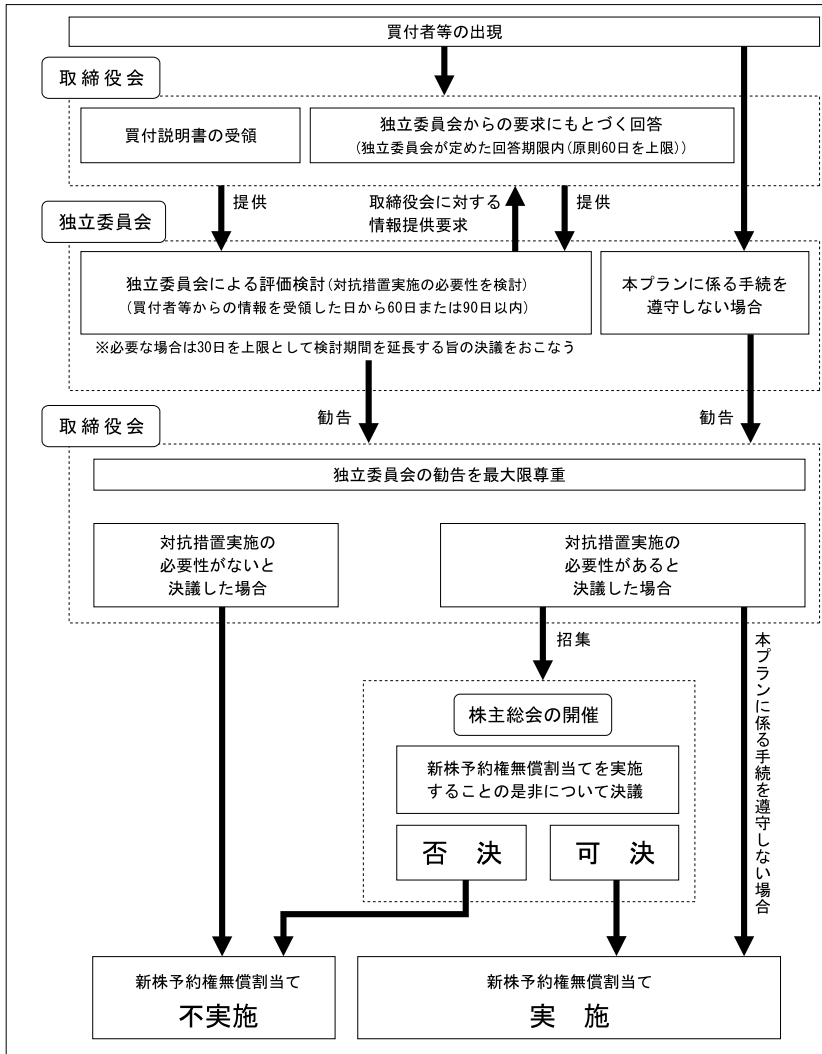 買付者等の出現
取締役会
買付説明書の受領
独立委員会からの要求にもとづく回答
(独立委員会が定めた回答期限内(原則60日を上限))
提供
取締役会に対する
情報提供要求
提供
独立委員会
独立委員会による評価検討(対抗措置実施の必要性を検討)
(買付者等からの情報を受領した日から60日または90日以内)
本プランに係る手続を
遵守しない場合
※必要な場合は30日を上限として検討期間を延長する旨の決議をおこなう
勧告
勧告
取締役会
独立委員会の勧告を最大限尊重
対抗措置実施の
必要性がないと
決議した場合
対抗措置実施の
必要性があると
決議した場合
招集
本プランに係る手続を遵守しない場合
株主総会の開催
新株予約権無償割当てを実施
することの是非について決議
否 決
可 決
新株予約権無償割当て
不実施
新株予約権無償割当て
実 施